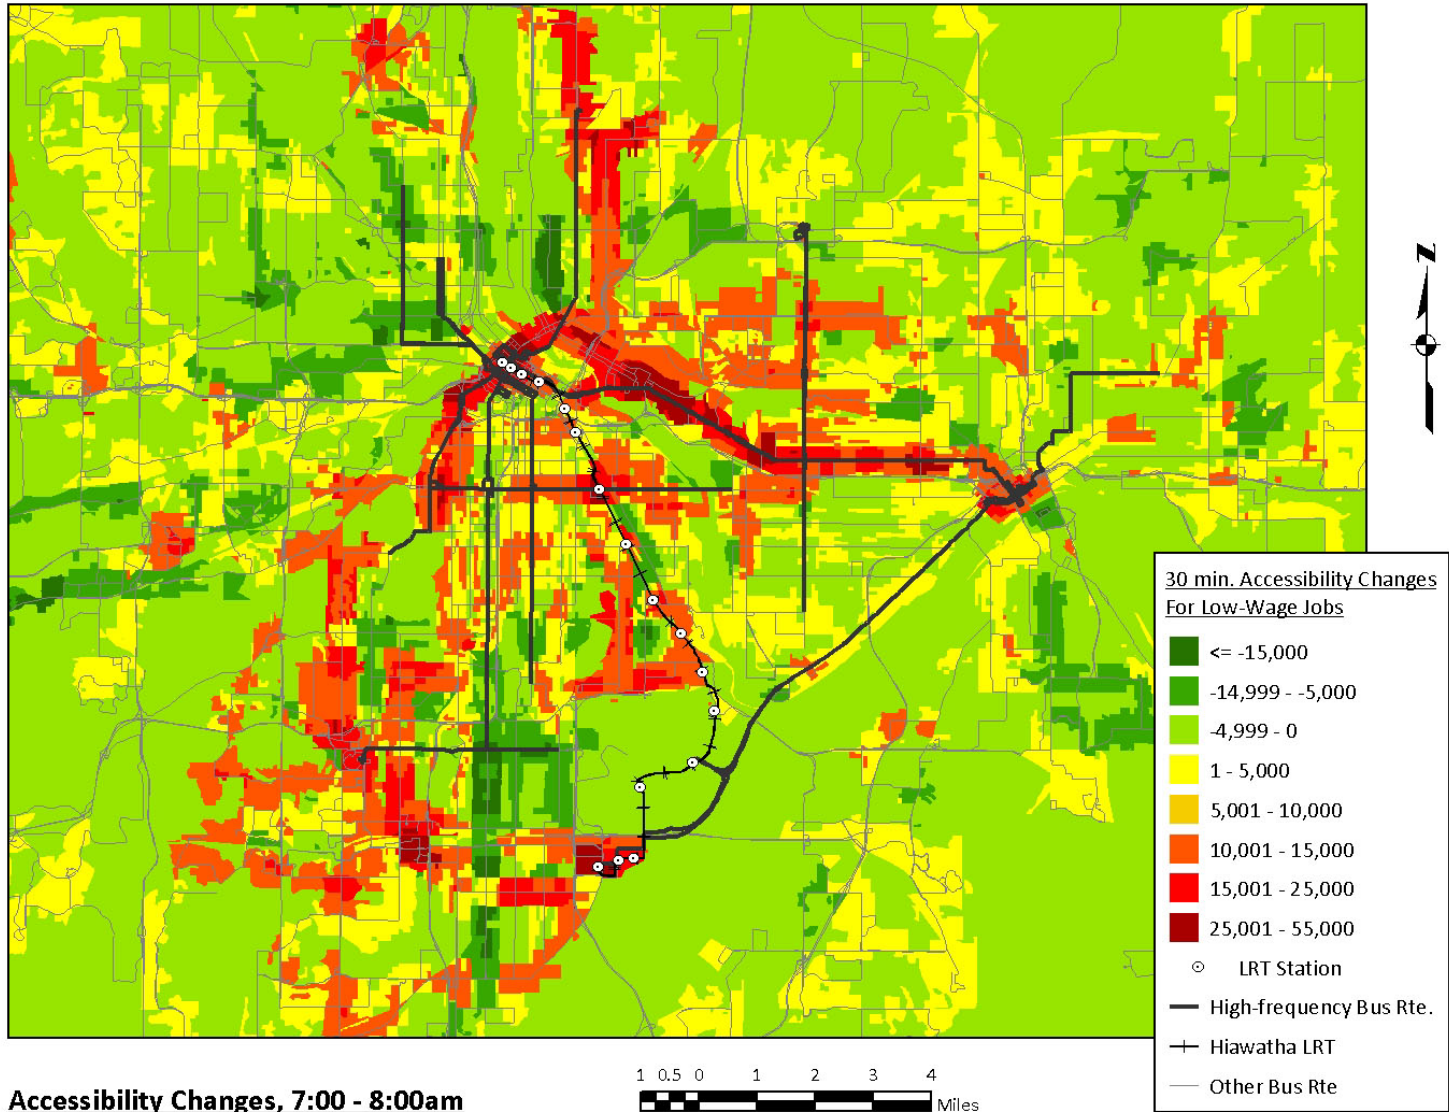 N
30 min. Accessibility Changes
For Low-Wage Jobs
<= -15,000
-14,999 - -5,000
-4,999 - 0
1 - 5,000
5,001 - 10,000
10,001 - 15,000
15,001 - 25,000
25,001 - 55,000
LRT Station
High-frequency Bus Rte.
Hiawatha LRT
Other Bus Rte
1 0.5 0 1 2 3 4
Miles
Accessibility Changes, 7:00 - 8:00am